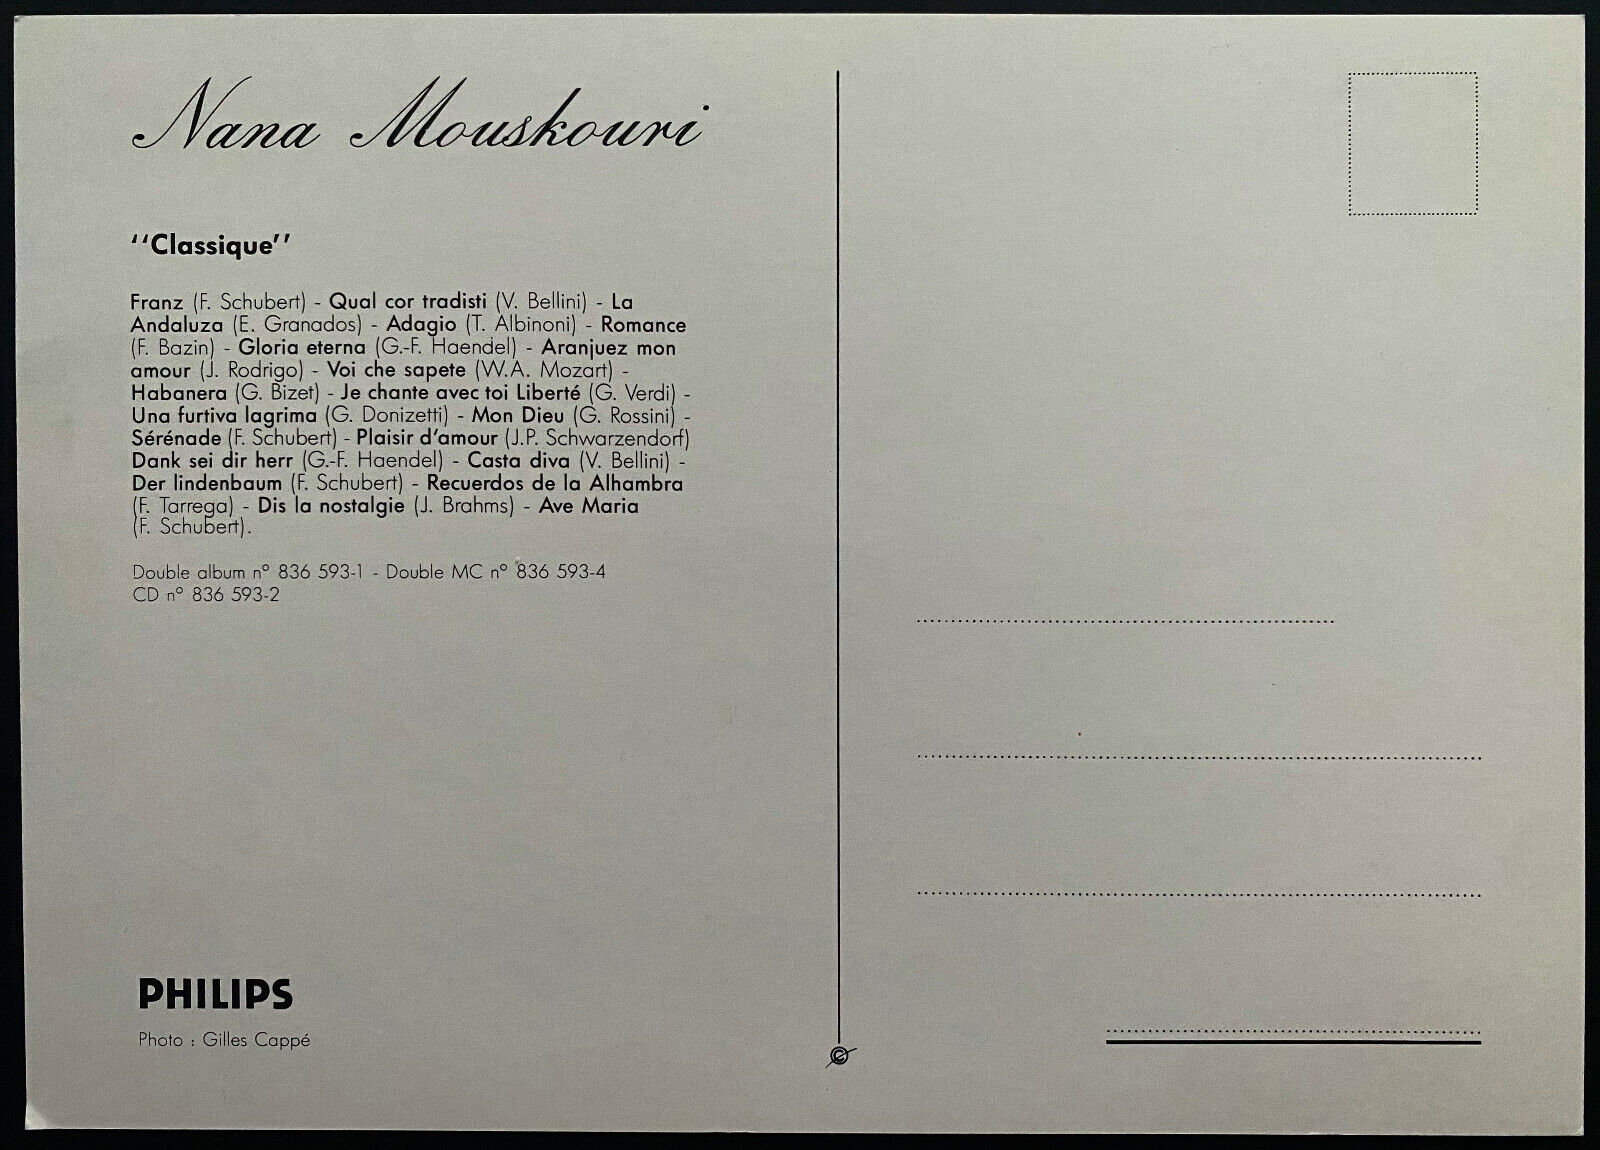 Nana Mouskouri
‘‘Classique’’
Franz (F. Schubert) - Qual cor tradisti (V. Bellini) - La
Andaluza (E. Granados) - Adagio (T. Albinoni) - Romance
(F. Bazin) - Gloria eterna (G.-F. Haendel) - Aranjuez mon
amour (J. Rodrigo) - Voi che sapete (W.A. Mozart) -
Habanera (G. Bizet) - Je chante avec toi Liberté (G. Verdi) -
Una furtiva lagrima (G. Donizetti) - Mon Dieu (G. Rossini) -
Sérénade (F. Schubert) - Plaisir d'amour (J.P. Schwarzendorf)
Dank sei dir herr (G.-F. Haendel) - Casta diva (V. Bellini) -
Der lindenbaum (F. Schubert) - Recuerdos de la Alhambra
(F. Tarrega) - Dis la nostalgie (J. Brahms) - Ave Maria
(F. Schubert).
Double album n° 836 593-1 - Double MC n° 836 593-4
CD n° 836 593-2
PHILIPS
Photo : Gilles Cappé
©